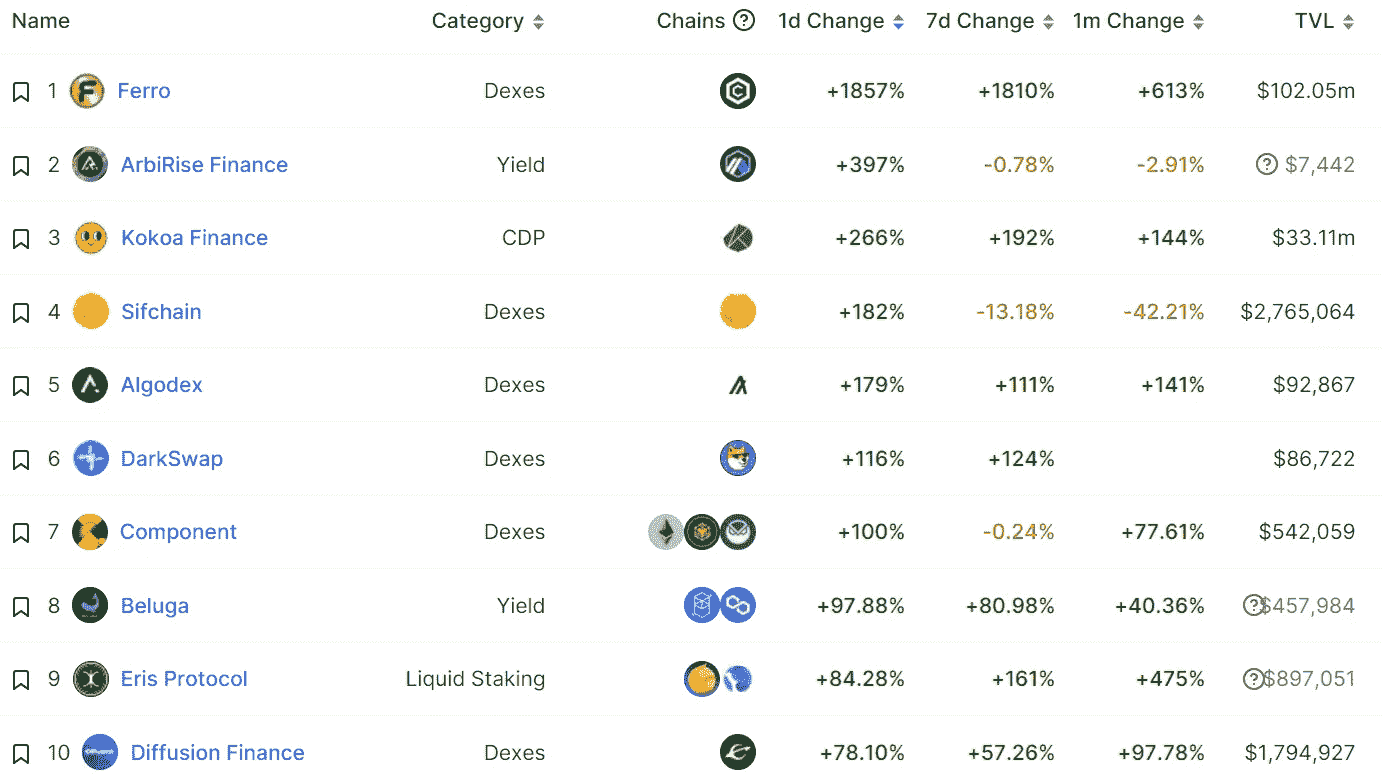 Name Category Chains ? 1d Change 7d Change 1m Change TVL
1 Ferro Dexes +1857% +1810% +613% $102.05m
2 ArbiRise Finance Yield +397% -0.78% -2.91% ? $7,442
3 Kokoa Finance CDP +266% +192% +144% $33.11m
4 Sifchain Dexes +182% -13.18% -42.21% $2,765,064
5 Algodex Dexes +179% +111% +141% $92,867
6 DarkSwap Dexes +116% +124% $86,722
7 Component Dexes +100% -0.24% +77.61% $542,059
8 Beluga Yield +97.88% +80.98% +40.36% ? $457,984
9 Eris Protocol Liquid Staking +84.28% +161% +475% ? $897,051
10 Diffusion Finance Dexes +78.10% +57.26% +97.78% $1,794,927